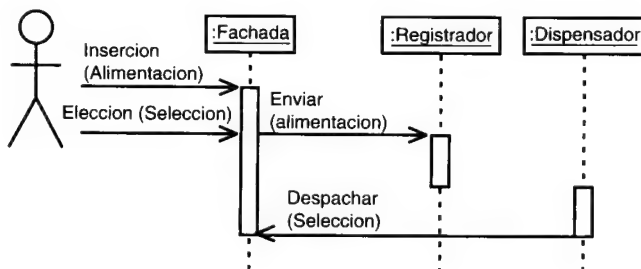 :Fachada
:Registrador
:Dispensador
Insercion
(Alimentacion)
Eleccion (Seleccion)
Enviar
(alimentacion)
Despachar
(Seleccion)